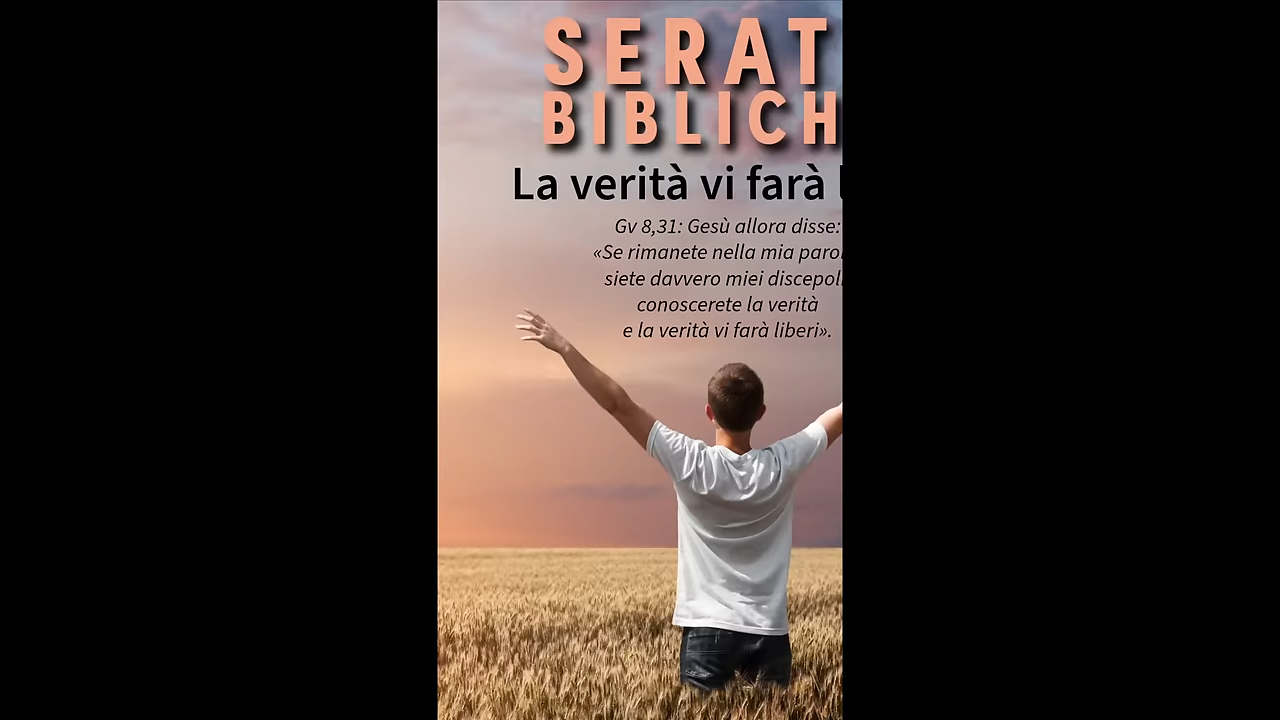 SERAT
BIBLICH
La verità vi farà
Gv 8,31: Gesù allora disse:
«Se rimanete nella mia paro
siete davvero miei discepol
conoscerete la verità
e la verità vi farà liberi».